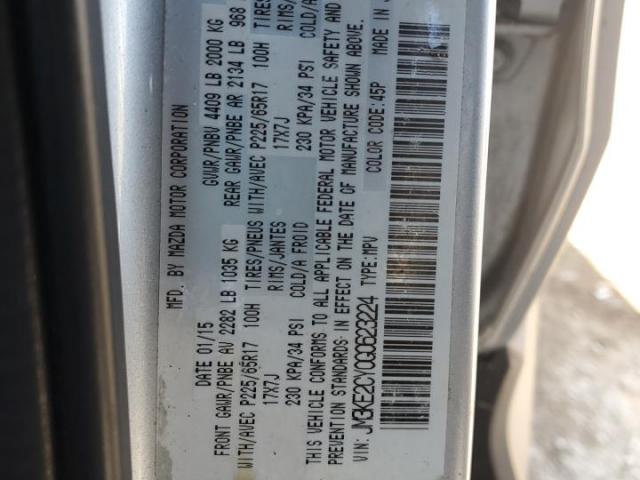 MFD. BY MAZDA MOTOR CORPORATION
DATE 01/15 GVWR/PNBV 4409 LB 2000 KG
FRONT GAWR/PNBE AV 2282 LB 1035 KG REAR GAWR/PNBE AR 2134 LB 968
WITH/AVEC P225/65R17 100H TIRES/PNEUS WITH/AVEC P225/65R17 100H TIRES
17X7J RIMS/JANTES 17X7J RIMS/
230 KPA/34 PSI COLD/A FROID 230 KPA/34 PSI COLD/A
THIS VEHICLE CONFORMS TO ALL APPLICABLE FEDERAL MOTOR VEHICLE SAFETY AND
PREVENTION STANDARDS IN EFFECT ON THE DATE OF MANUFACTURE SHOWN ABOVE.
VIN: JM3KE2CY0G0623224 TYPE:MPV COLOR CODE:45P MADE IN